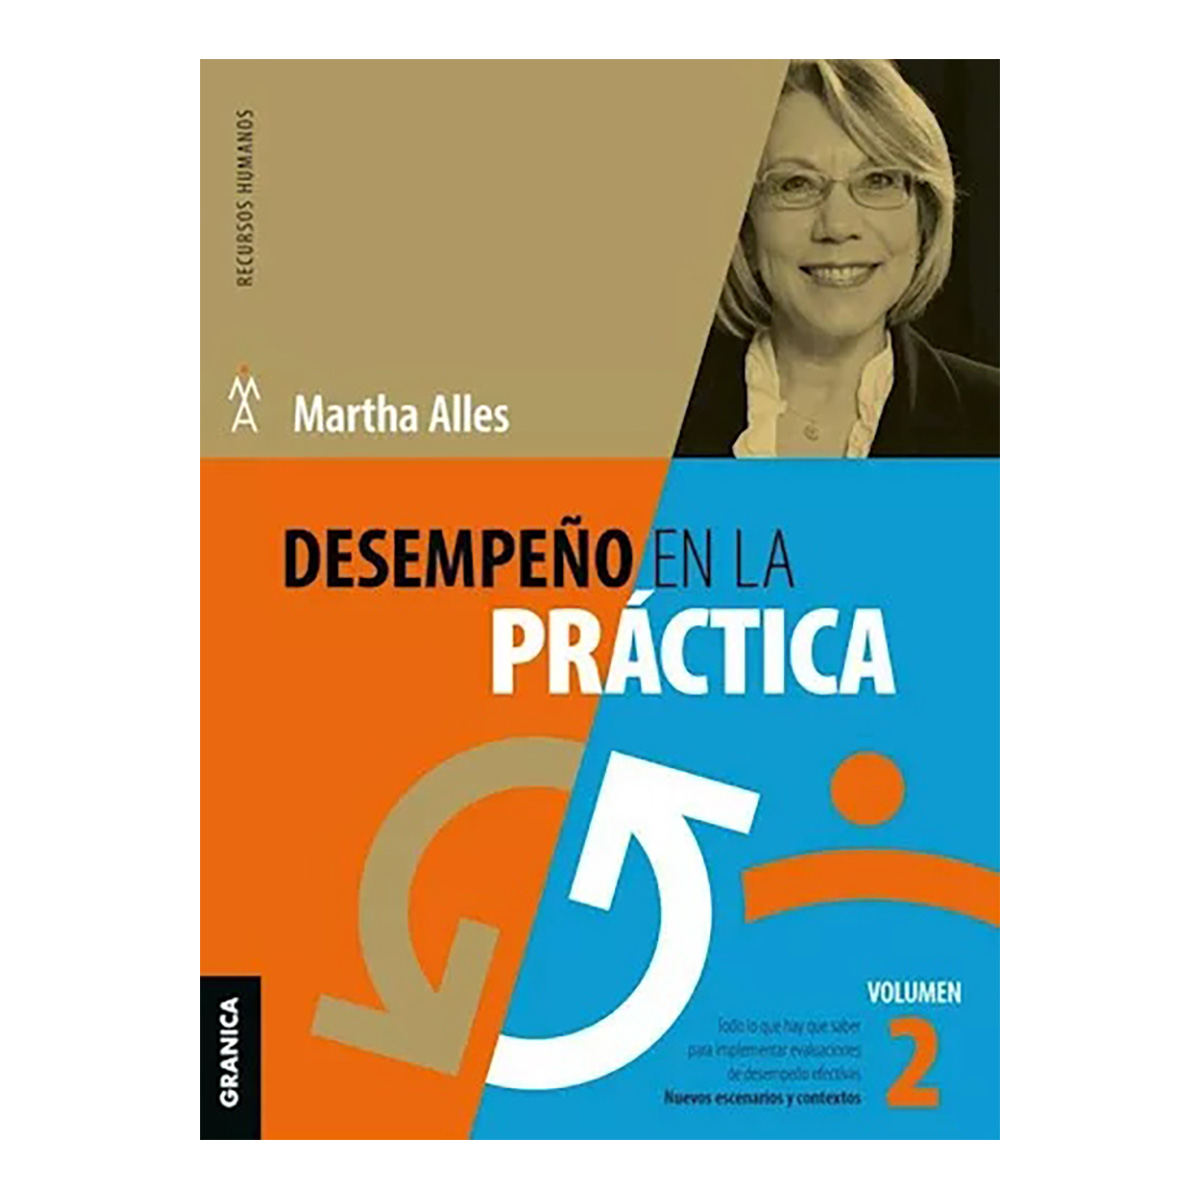 RECURSOS HUMANOS
MA
Martha Alles
DESEMPEÑO EN LA
PRÁCTICA
VOLUMEN
2
Todo lo que hay que saber
para implementar evaluaciones
de desempeño efectivas
Nuevos escenarios y contextos
GRANICA